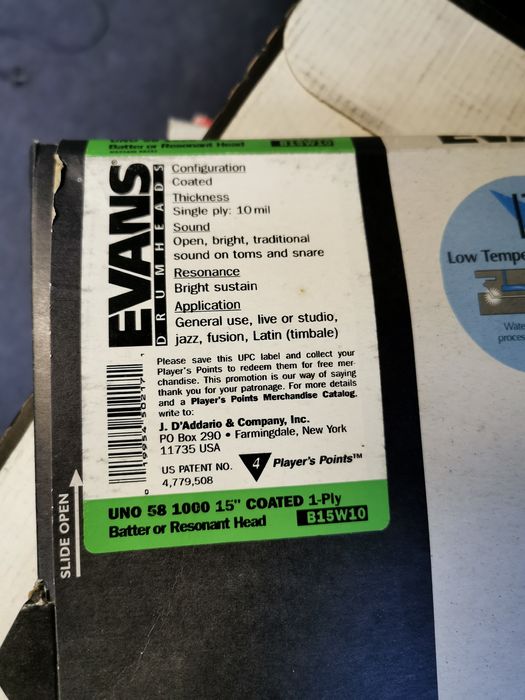 Batter or Resonant Head B15W10
EVANS
DRUMHEADS
Configuration
Coated
Thickness
Single ply: 10 mil
Sound
Open, bright, traditional
sound on toms and snare
Resonance
Bright sustain
Application
General use, live or studio,
jazz, fusion, Latin (timbale)
Please save this UPC label and collect your
Player's Points to redeem them for free mer-
chandise. This promotion is our way of saying
thank you for your patronage. For more details
and a Player's Points Merchandise Catalog,
write to:
J. D'Addario & Company, Inc.
PO Box 290 • Farmingdale, New York
11735 USA
US PATENT NO.
4,779,508
4 Player's Points™
UNO 58 1000 15" COATED 1-Ply
Batter or Resonant Head B15W10
SLIDE OPEN
Low Tempe
Wate
proces